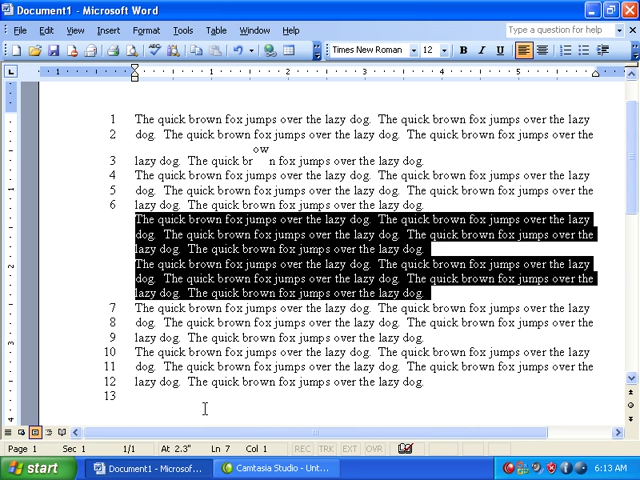 Document1 - Microsoft Word
File Edit View Insert Format Tools Table Window Help
Type a question for help
Times New Roman 12 B I U
1 1 2 3 4 5
1 The quick brown fox jumps over the lazy dog. The quick brown fox jumps over the lazy
2 dog. The quick brown fox jumps over the lazy dog. The quick brown fox jumps over the
ow
3 lazy dog. The quick br n fox jumps over the lazy dog.
4 The quick brown fox jumps over the lazy dog. The quick brown fox jumps over the lazy
5 dog. The quick brown fox jumps over the lazy dog. The quick brown fox jumps over the
6 lazy dog. The quick brown fox jumps over the lazy dog.
The quick brown fox jumps over the lazy dog. The quick brown fox jumps over the lazy
dog. The quick brown fox jumps over the lazy dog. The quick brown fox jumps over the
lazy dog. The quick brown fox jumps over the lazy dog.
The quick brown fox jumps over the lazy dog. The quick brown fox jumps over the lazy
dog. The quick brown fox jumps over the lazy dog. The quick brown fox jumps over the
lazy dog. The quick brown fox jumps over the lazy dog.
7 The quick brown fox jumps over the lazy dog. The quick brown fox jumps over the lazy
8 dog. The quick brown fox jumps over the lazy dog. The quick brown fox jumps over the
9 lazy dog. The quick brown fox jumps over the lazy dog.
10 The quick brown fox jumps over the lazy dog. The quick brown fox jumps over the lazy
11 dog. The quick brown fox jumps over the lazy dog. The quick brown fox jumps over the
12 lazy dog. The quick brown fox jumps over the lazy dog.
13
Page 1 Sec 1 1/1 At 2.3" Ln 7 Col 1 REC TRK EXT OVR
start Document1 - Microsof... Camtasia Studio - Unt... 6:13 AM